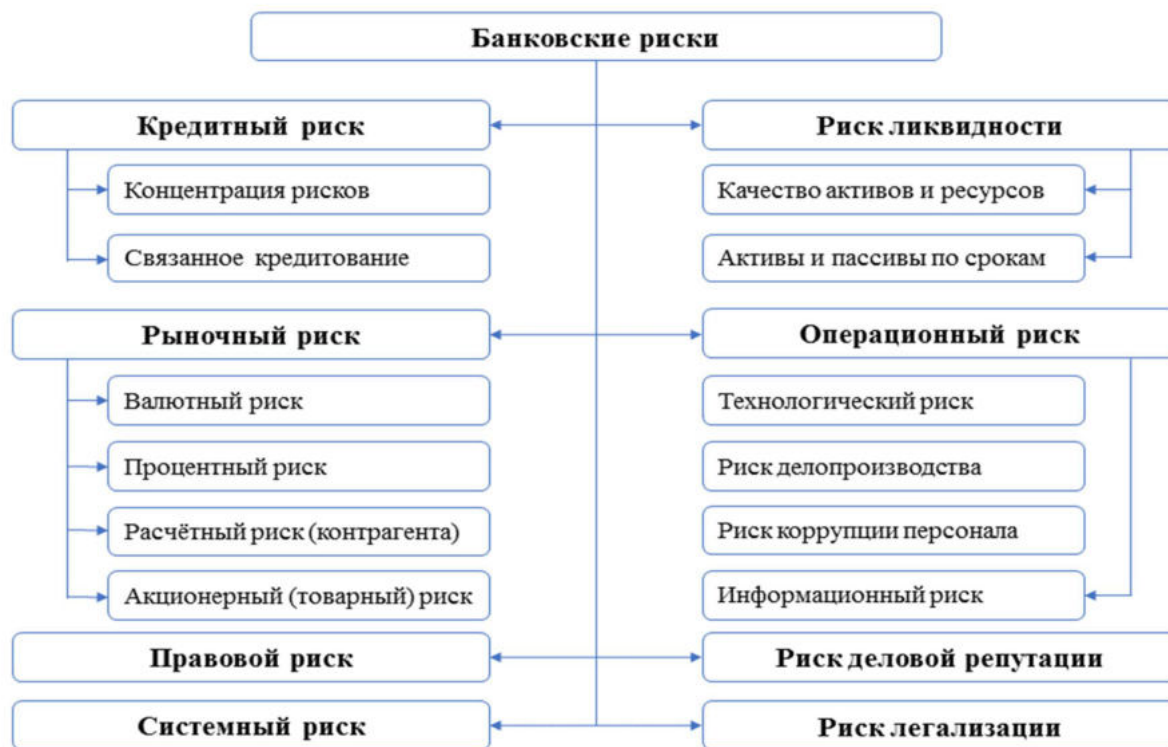 Банковские риски
Кредитный риск
Концентрация рисков
Связанное кредитование
Риск ликвидности
Качество активов и ресурсов
Активы и пассивы по срокам
Рыночный риск
Валютный риск
Процентный риск
Расчётный риск (контрагента)
Акционерный (товарный) риск
Операционный риск
Технологический риск
Риск делопроизводства
Риск коррупции персонала
Информационный риск
Правовой риск
Риск деловой репутации
Системный риск
Риск легализации